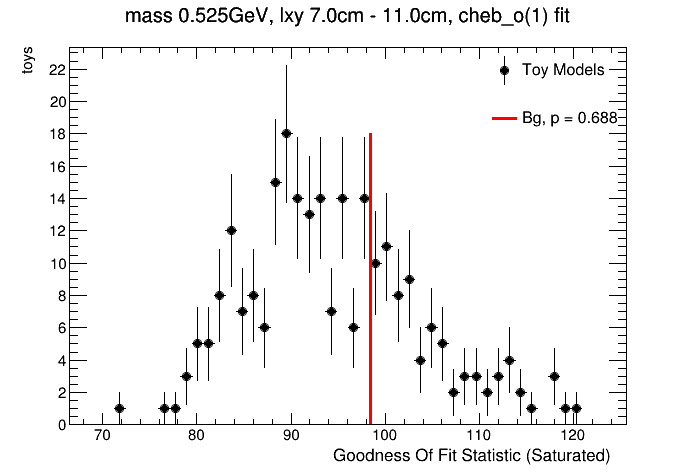 mass 0.525GeV, lxy 7.0cm - 11.0cm, cheb_o(1) fit
toys
Toy Models
Bg, p = 0.688
22
20
18
16
14
12
10
8
6
4
2
0
70 80 90 100 110 120
Goodness Of Fit Statistic (Saturated)